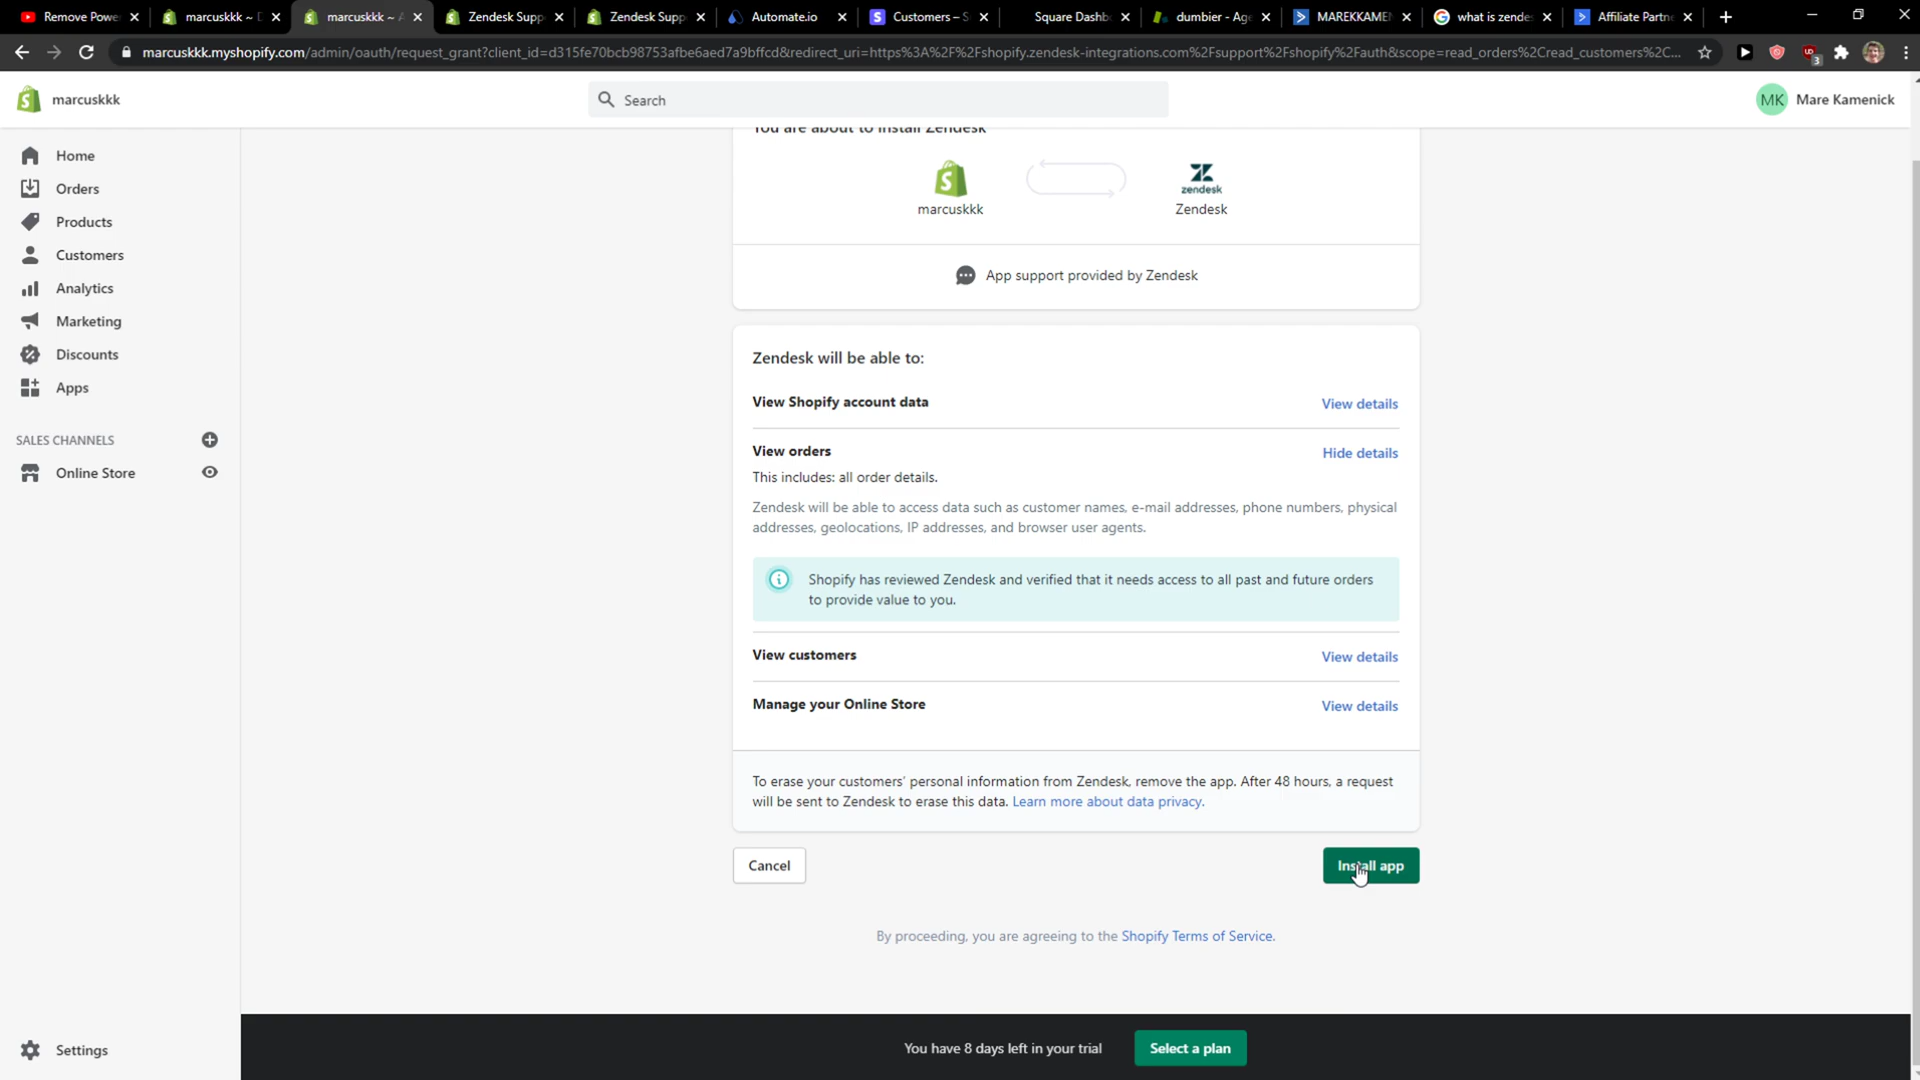 Remove Power
marcuskkk ~ D
marcuskkk ~ A
Zendesk Supp
Zendesk Supp
Automate.io
Customers – S
Square Dashb
dumbier - Age
MAREKKAMEN
what is zende
Affiliate Partn
marcuskkk.myshopify.com/admin/oauth/request_grant?client_id=d315fe70bcb98753afbe6aed7a9bffcd&redirect_uri=https%3A%2F%2Fshopify.zendesk-integrations.com%2Fsupport%2Fshopify%2Fauth&scope=read_orders%2Cread_customers%2C...
3
marcuskkk
Search
MK Mare Kamenick
Home
Orders
Products
Customers
Analytics
Marketing
Discounts
Apps
SALES CHANNELS
Online Store
Settings
You are about to install Zendesk
zendesk
marcuskkk
Zendesk
App support provided by Zendesk
Zendesk will be able to:
View Shopify account data
View details
View orders
Hide details
This includes: all order details.
Zendesk will be able to access data such as customer names, e-mail addresses, phone numbers, physical
addresses, geolocations, IP addresses, and browser user agents.
Shopify has reviewed Zendesk and verified that it needs access to all past and future orders
to provide value to you.
View customers
View details
Manage your Online Store
View details
To erase your customers' personal information from Zendesk, remove the app. After 48 hours, a request
will be sent to Zendesk to erase this data. Learn more about data privacy.
Cancel
Install app
By proceeding, you are agreeing to the Shopify Terms of Service.
You have 8 days left in your trial
Select a plan